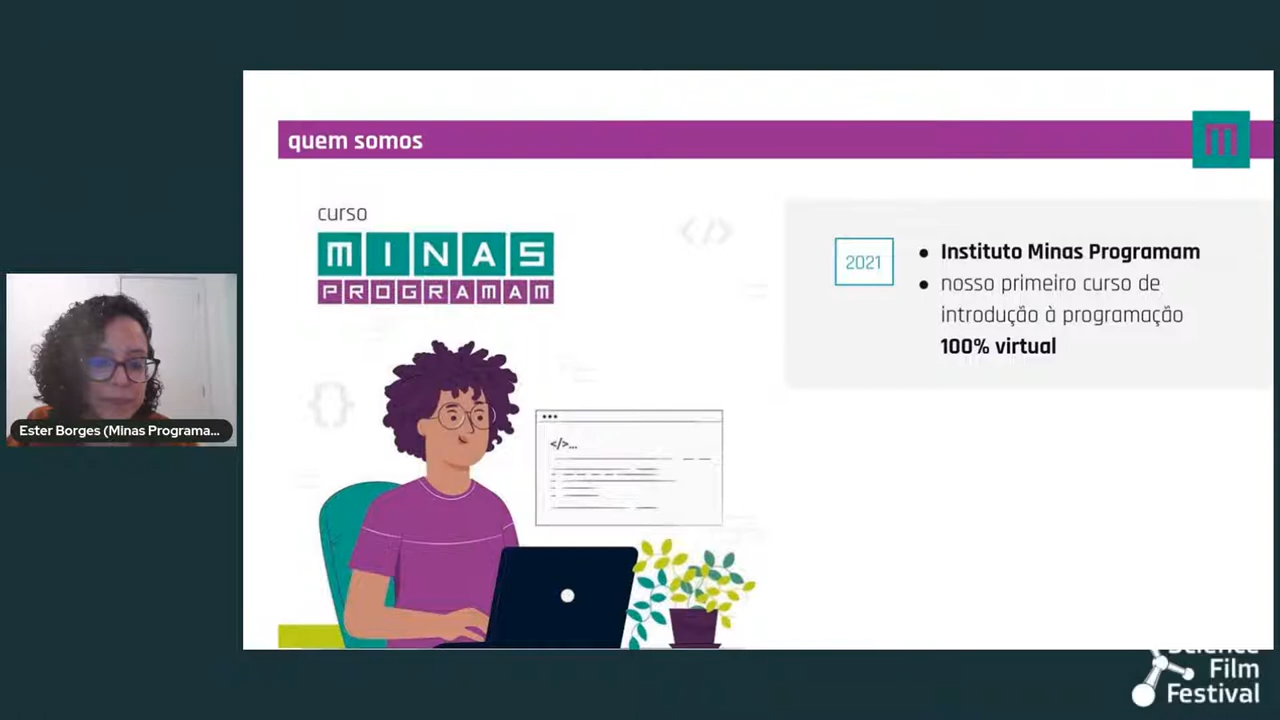 quem somos
curso
MINAS
PROGRAMAM
</>
2021
● Instituto Minas Programam
● nosso primeiro curso de
introdução à programação
100% virtual
{}
</>...
Ester Borges (Minas Programa...
Science
Film
Festival